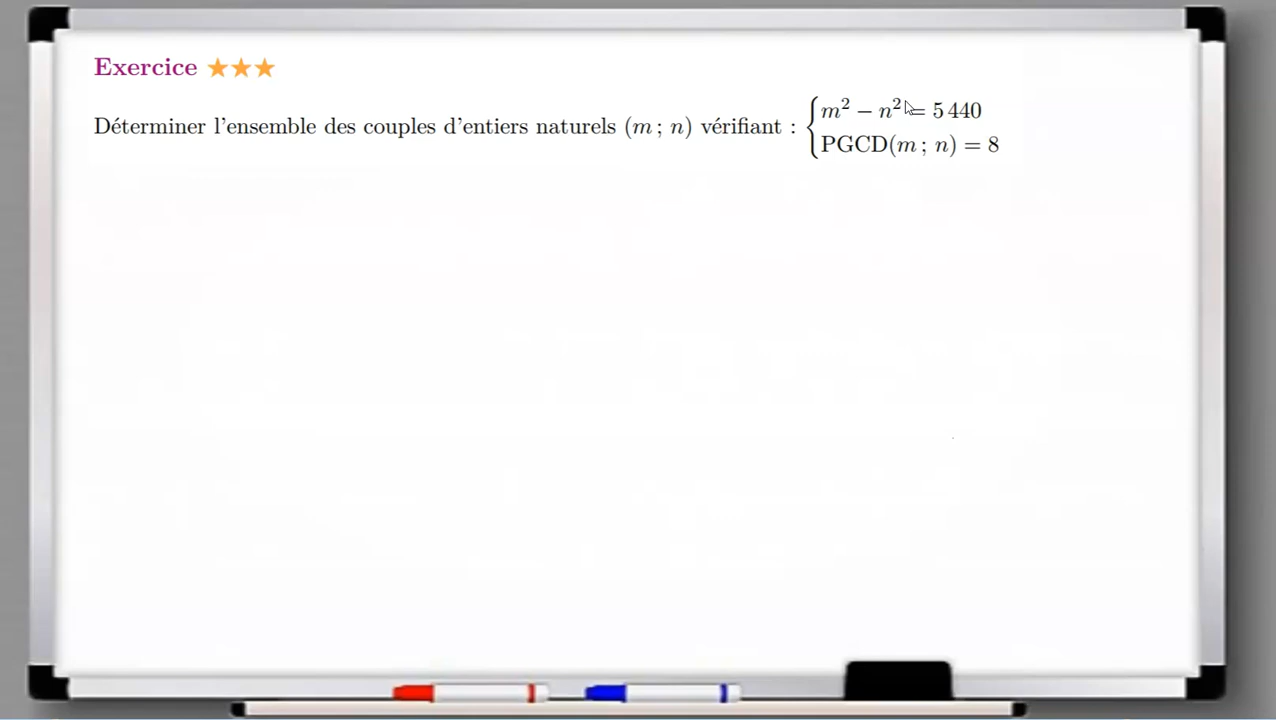 Exercice ★★★
Déterminer l'ensemble des couples d'entiers naturels (m ; n) vérifiant : { m² − n² = 5 440
PGCD(m ; n) = 8